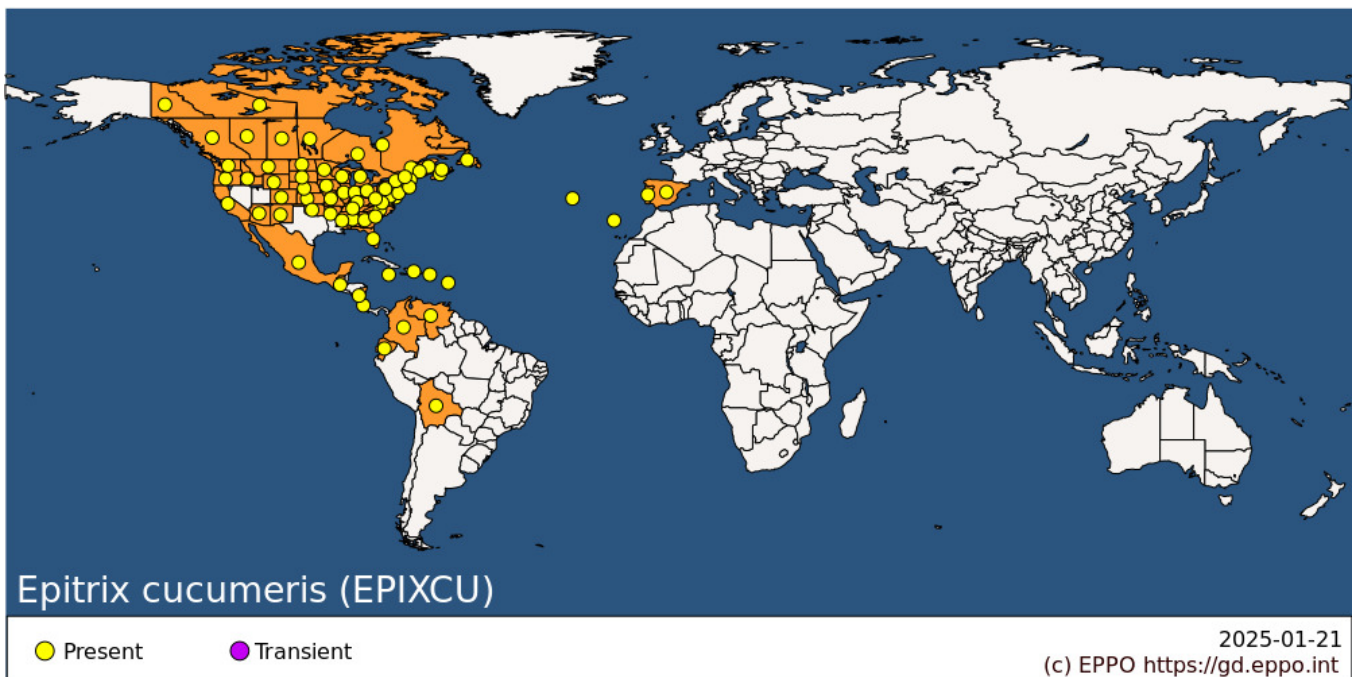 Epitrix cucumeris (EPIXCU)
Present
Transient
2025-01-21
(c) EPPO https://gd.eppo.int